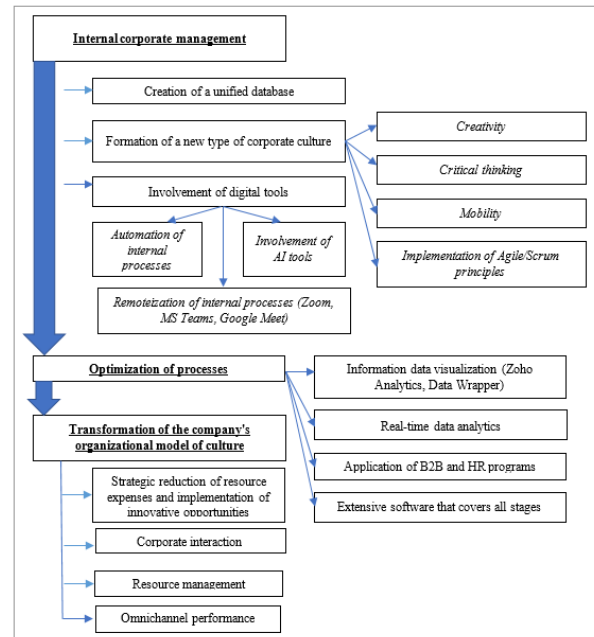 Internal corporate management
Creation of a unified database
Formation of a new type of corporate culture
Creativity
Critical thinking
Mobility
Implementation of Agile/Scrum
principles
Involvement of digital tools
Automation of
internal
processes
Involvement of
AI tools
Remoteization of internal processes (Zoom,
MS Teams, Google Meet)
Optimization of processes
Information data visualization (Zoho
Analytics, Data Wrapper)
Real-time data analytics
Application of B2B and HR programs
Extensive software that covers all stages
Transformation of the company's
organizational model of culture
Strategic reduction of resource
expenses and implementation of
innovative opportunities
Corporate interaction
Resource management
Omnichannel performance